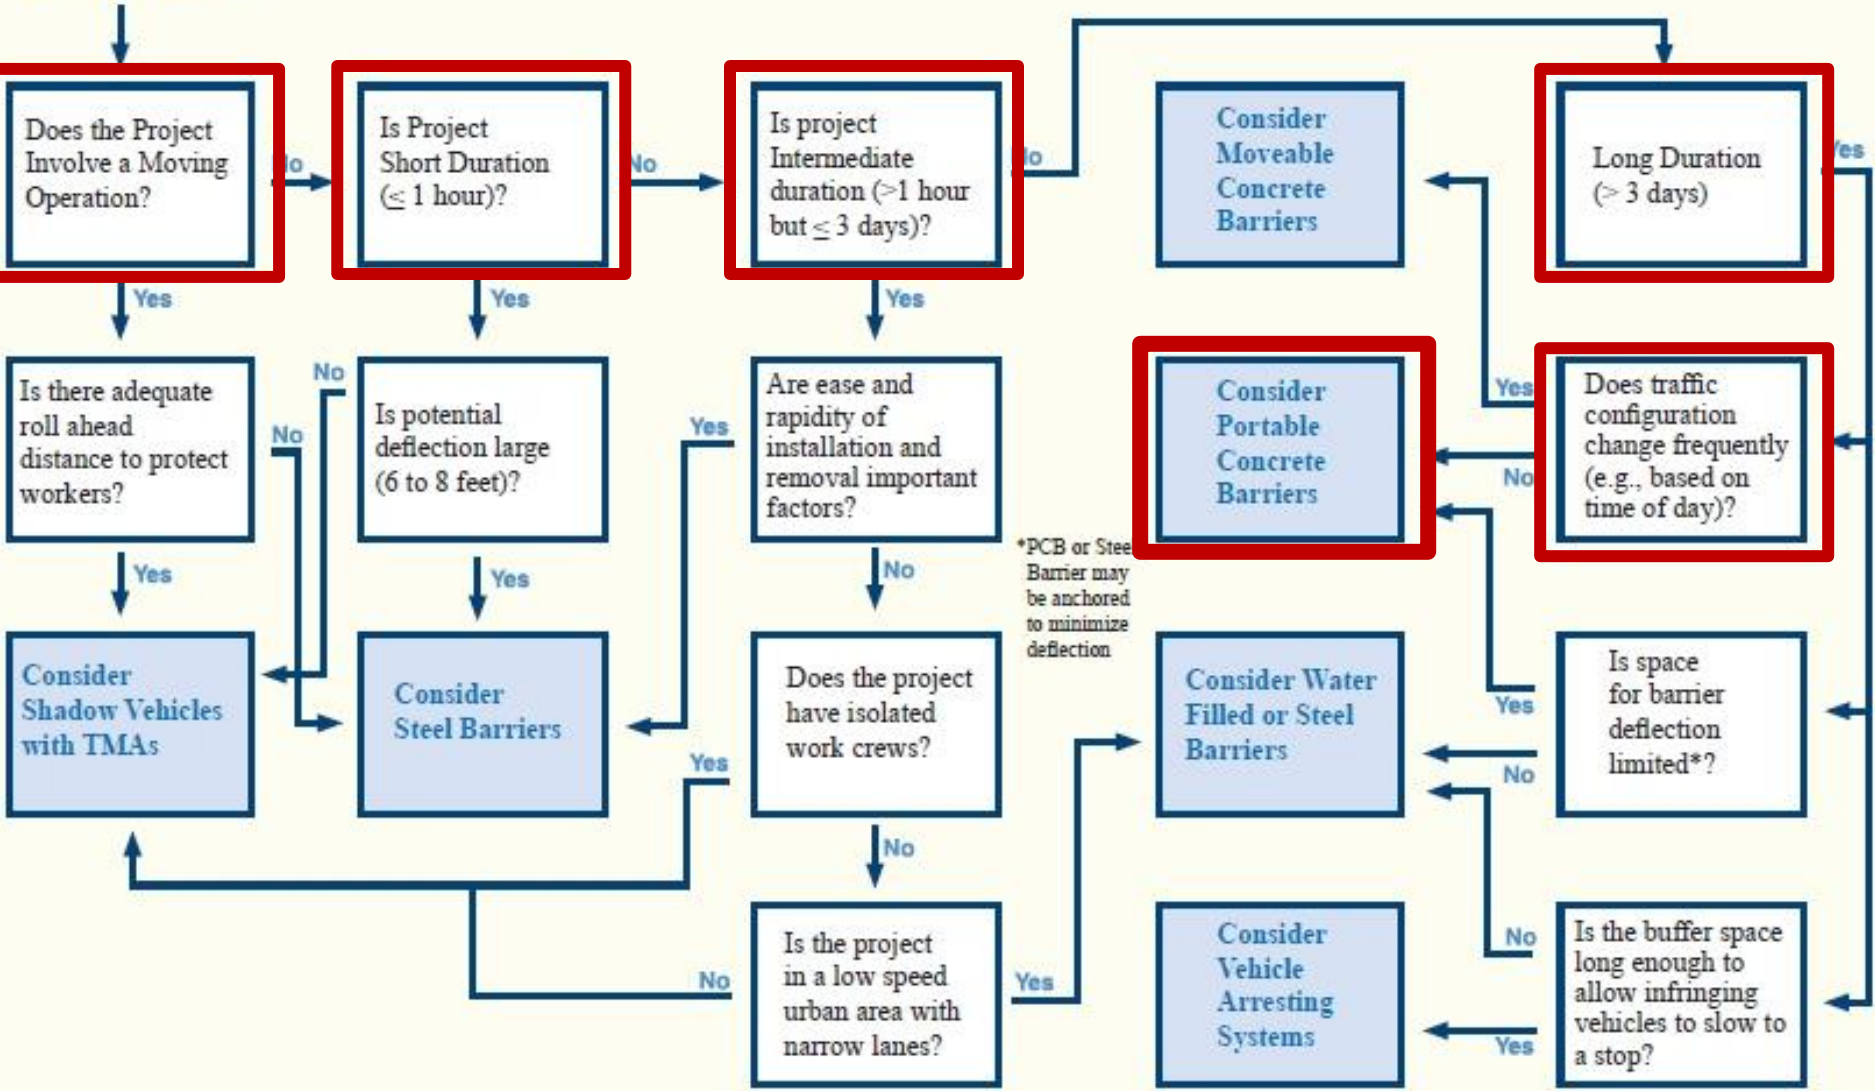 Does the Project
Involve a Moving
Operation?
No
Is Project
Short Duration
(≤ 1 hour)?
No
Is project
Intermediate
duration (>1 hour
but ≤ 3 days)?
No
Consider
Moveable
Concrete
Barriers
Long Duration
(> 3 days)
Yes
Yes
Yes
Yes
Is there adequate
roll ahead
distance to protect
workers?
No
No
Is potential
deflection large
(6 to 8 feet)?
Are ease and
rapidity of
installation and
removal important
factors?
Yes
Consider
Portable
Concrete
Barriers
Yes
No
Does traffic
configuration
change frequently
(e.g., based on
time of day)?
Yes
Yes
No
*PCB or Steel
Barrier may
be anchored
to minimize
deflection
Consider
Shadow Vehicles
with TMAs
Consider
Steel Barriers
Does the project
have isolated
work crews?
Yes
Consider Water
Filled or Steel
Barriers
Yes
No
Is space
for barrier
deflection
limited*?
No
Is the project
in a low speed
urban area with
narrow lanes?
No
Yes
Consider
Vehicle
Arresting
Systems
No
Yes
Is the buffer space
long enough to
allow infringing
vehicles to slow to
a stop?